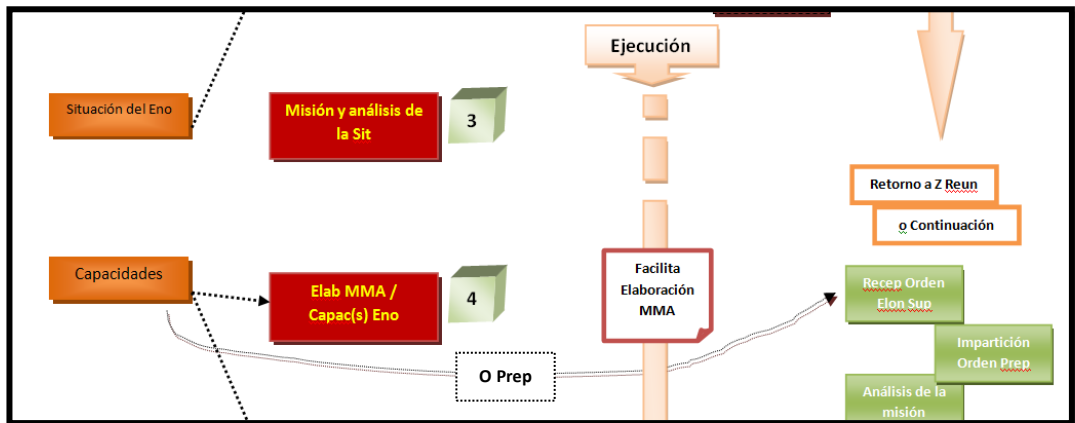 Ejecución
Situación del Eno
Misión y análisis de
la Sit
3
Retorno a Z Reun
o Continuación
Capacidades
Elab MMA /
Capac(s) Eno
4
Facilita
Elaboración
MMA
Recep Orden
Elon Sup
Impartición
Orden Prep
O Prep
Análisis de la
misión